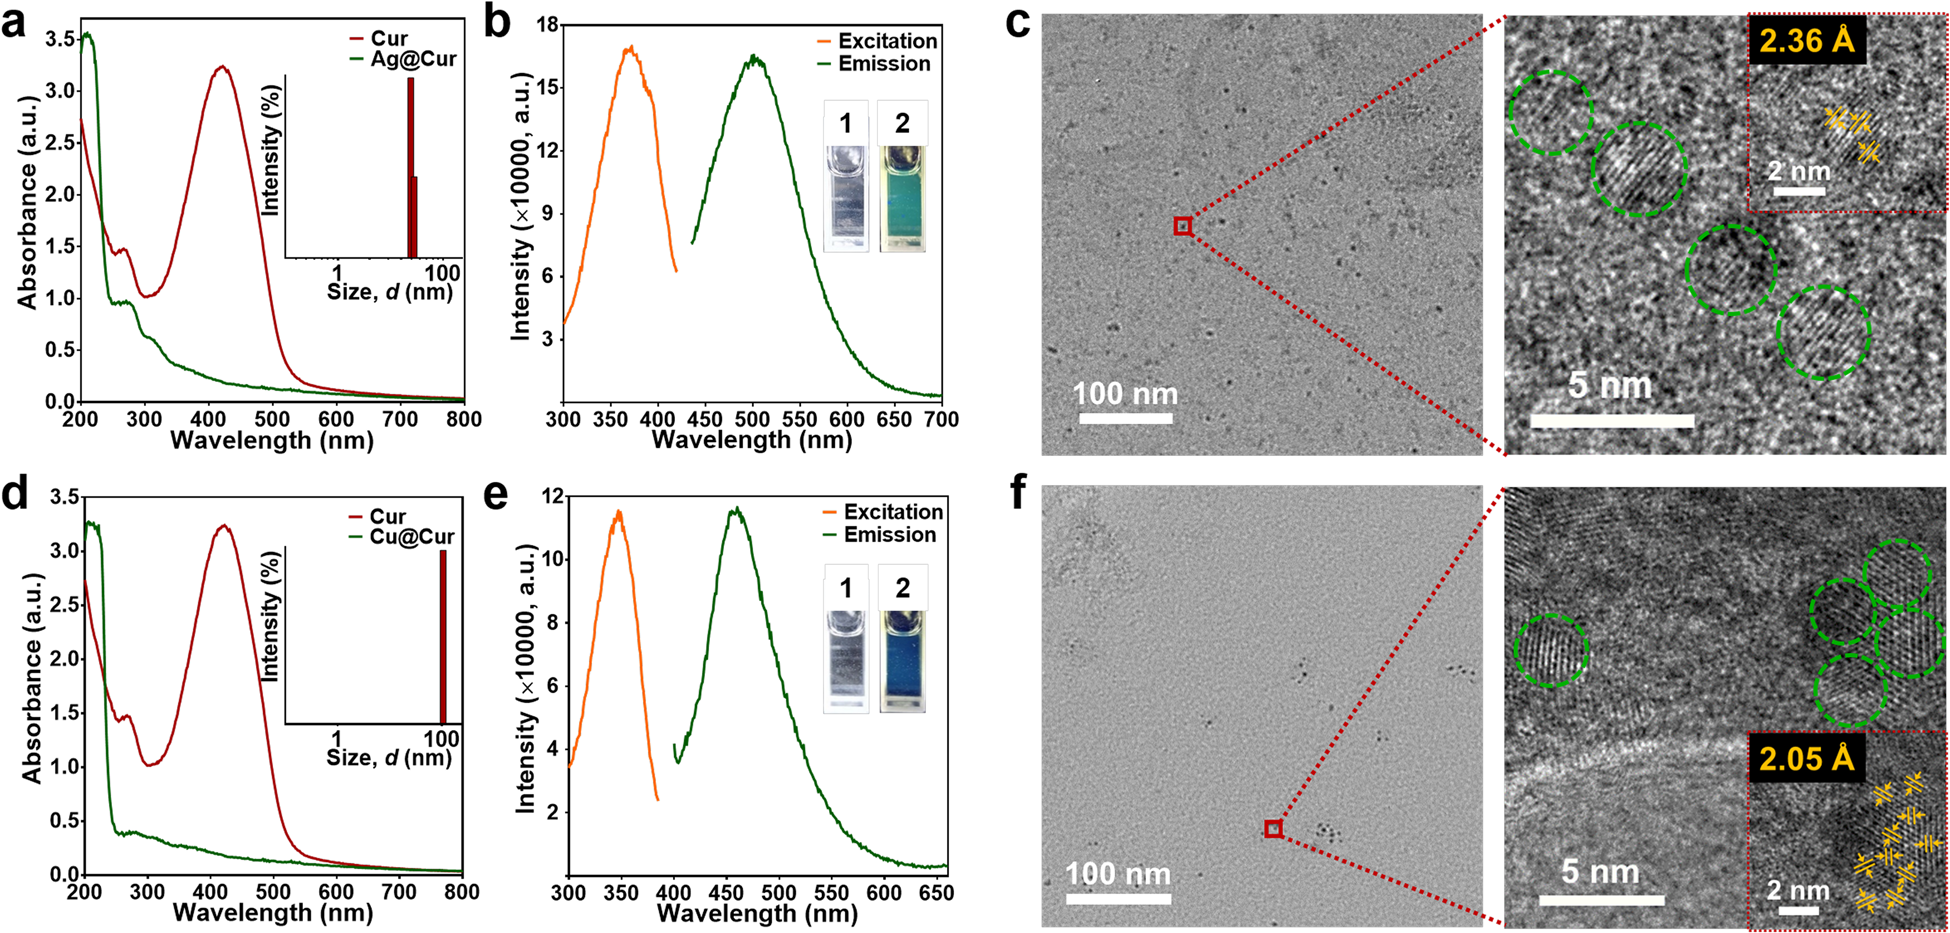 a
3.5
3.0
2.5
2.0
1.5
1.0
0.5
0.0
Absorbance (a.u.)
Cur
Ag@Cur
Intensity (%)
1 100
Size, d (nm)
200 300 400 500 600 700 800
Wavelength (nm)
b
18
15
12
9
6
3
Intensity (×10000, a.u.)
Excitation
Emission
1 2
300 350 400 450 500 550 600 650 700
Wavelength (nm)
c
100 nm
2.36 Å
2 nm
5 nm
d
3.5
3.0
2.5
2.0
1.5
1.0
0.5
0.0
Absorbance (a.u.)
Cur
Cu@Cur
Intensity (%)
1 100
Size, d (nm)
200 300 400 500 600 700 800
Wavelength (nm)
e
12
10
8
6
4
2
Intensity (×10000, a.u.)
Excitation
Emission
1 2
300 350 400 450 500 550 600 650
Wavelength (nm)
f
100 nm
5 nm
2.05 Å
2 nm